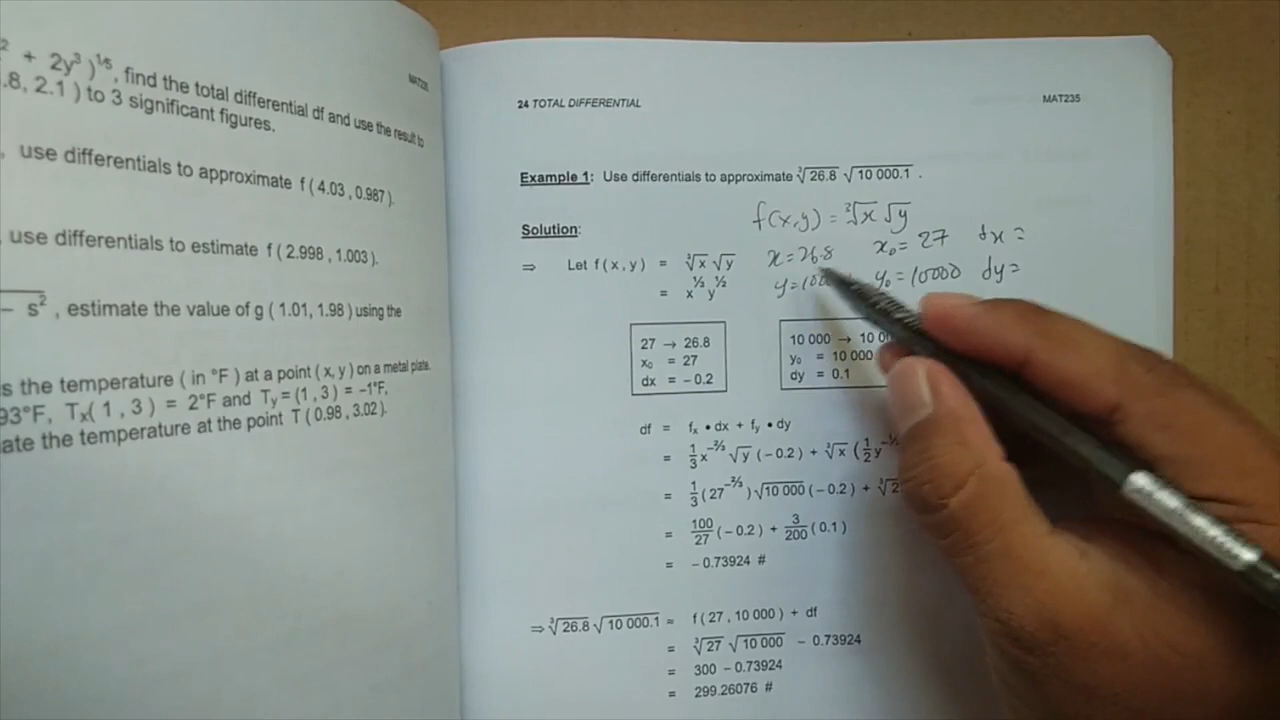 ² + 2y³ )^1/5, find the total differential df and use the result to
.8, 2.1 ) to 3 significant figures.
, use differentials to approximate f ( 4.03 , 0.987 ).
use differentials to estimate f ( 2.998 , 1.003 ).
− s² , estimate the value of g ( 1.01, 1.98 ) using the
s the temperature ( in °F ) at a point ( x, y ) on a metal plate.
93°F, Tx( 1 , 3 ) = 2°F and Ty = (1 , 3) = −1°F,
ate the temperature at the point T ( 0.98 , 3.02 ).
24 TOTAL DIFFERENTIAL MAT235
Example 1: Use differentials to approximate ∛26.8 √10 000.1 .
f(x,y) = ∛x √y
Solution:
x = 26.8 x₀ = 27 dx =
⇒ Let f ( x , y ) = ∛x √y
y₀ = 10000 dy =
= x^⅓ y^½
27 → 26.8
x₀ = 27
dx = − 0.2
10 000 →
y₀ = 10 000
dy = 0.1
df = fx • dx + fy • dy
= 1/3 x^−⅔ √y (− 0.2) + ∛x ( 1/2 y^−½
= 1/3 ( 27^−⅔ ) √10 000 (− 0.2) +
= 100/27 (− 0.2) + 3/200 ( 0.1 )
= − 0.73924 #
⇒ ∛26.8 √10 000.1 ≈ f ( 27 , 10 000 ) + df
= ∛27 √10 000 − 0.73924
= 300 − 0.73924
= 299.26076 #